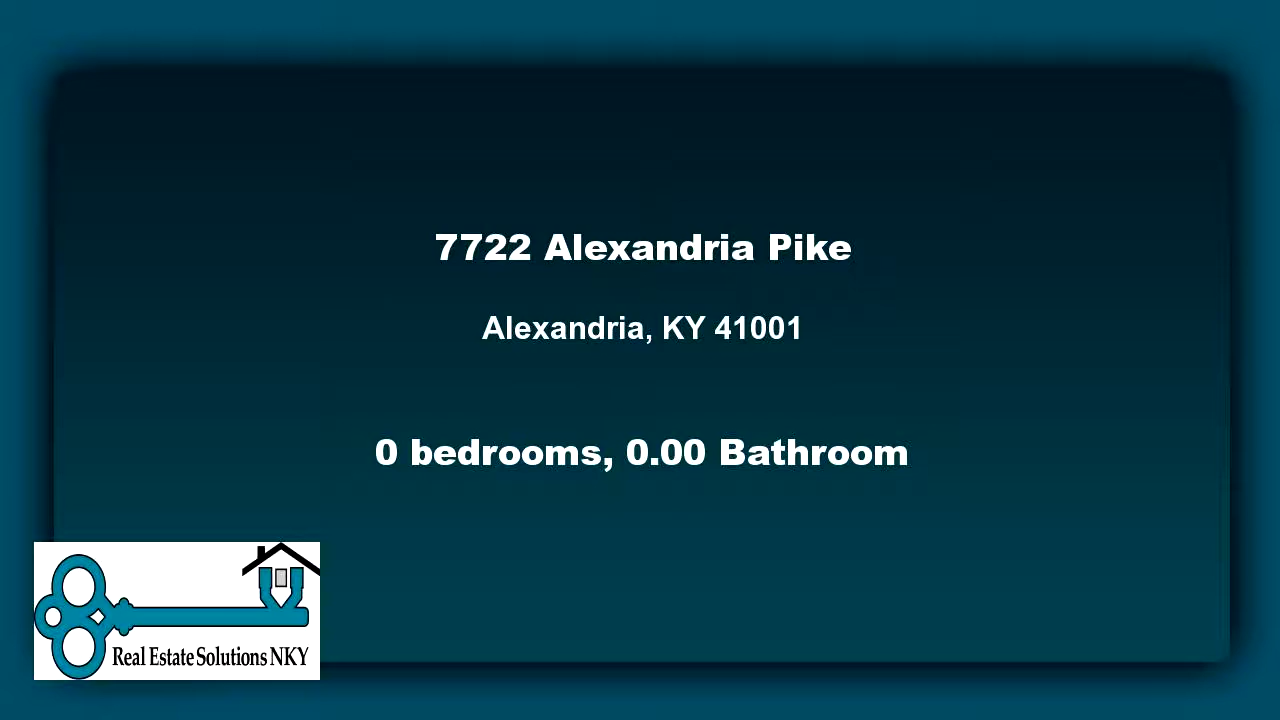 7722 Alexandria Pike
Alexandria, KY 41001
0 bedrooms, 0.00 Bathroom
Real Estate Solutions NKY